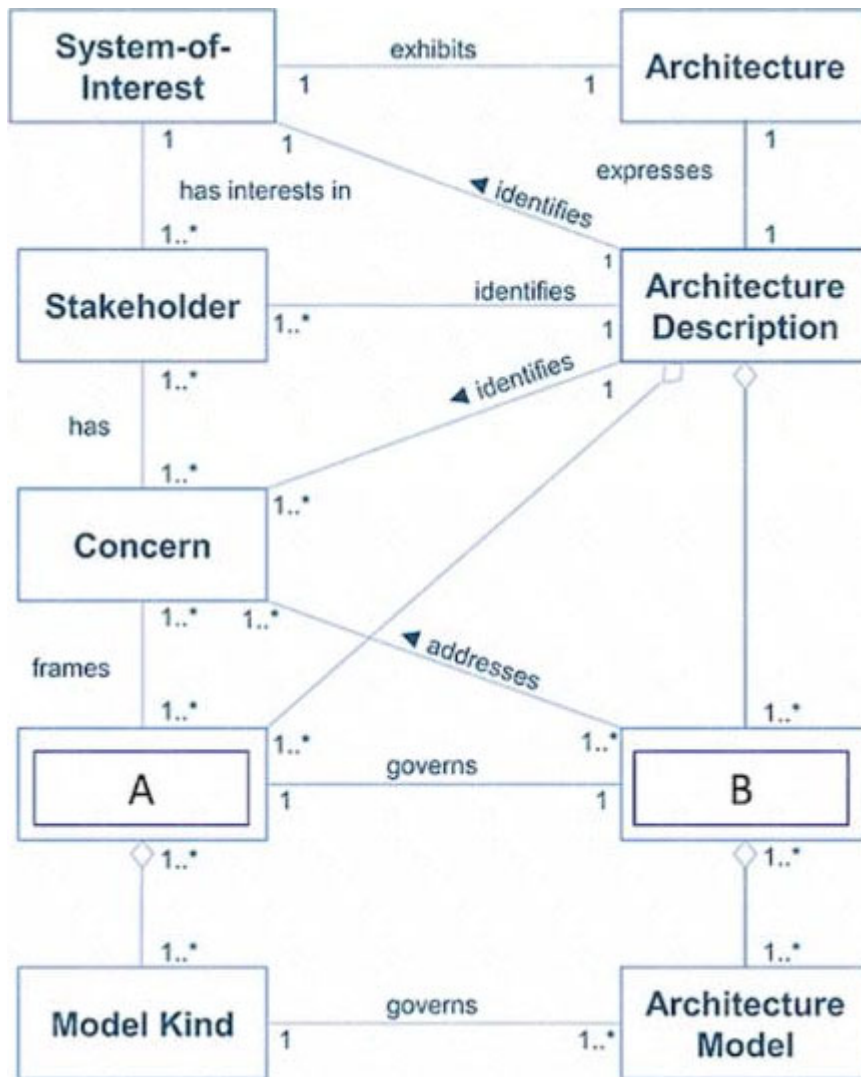 System-of-
Interest
exhibits
Architecture
1
1
1
1
1
has interests in
identifies
expresses
1..*
1
1
Stakeholder
identifies
Architecture
Description
1..*
1
1..*
identifies
1
has
1..*
1..*
Concern
1..*
1..*
addresses
frames
1..*
1..*
1..*
1..*
A
governs
B
1
1
1..*
1..*
1..*
1..*
Model Kind
governs
Architecture
Model
1
1..*